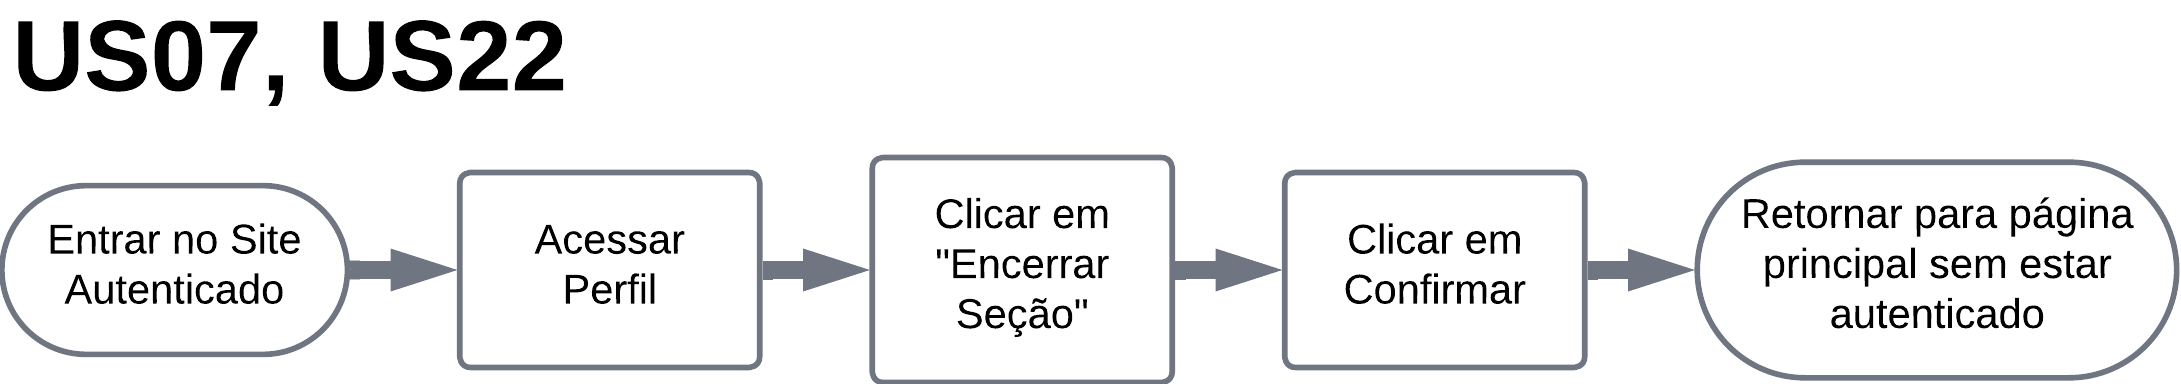 US07, US22
Entrar no Site
Autenticado
Acessar
Perfil
Clicar em
"Encerrar
Seção"
Clicar em
Confirmar
Retornar para página
principal sem estar
autenticado